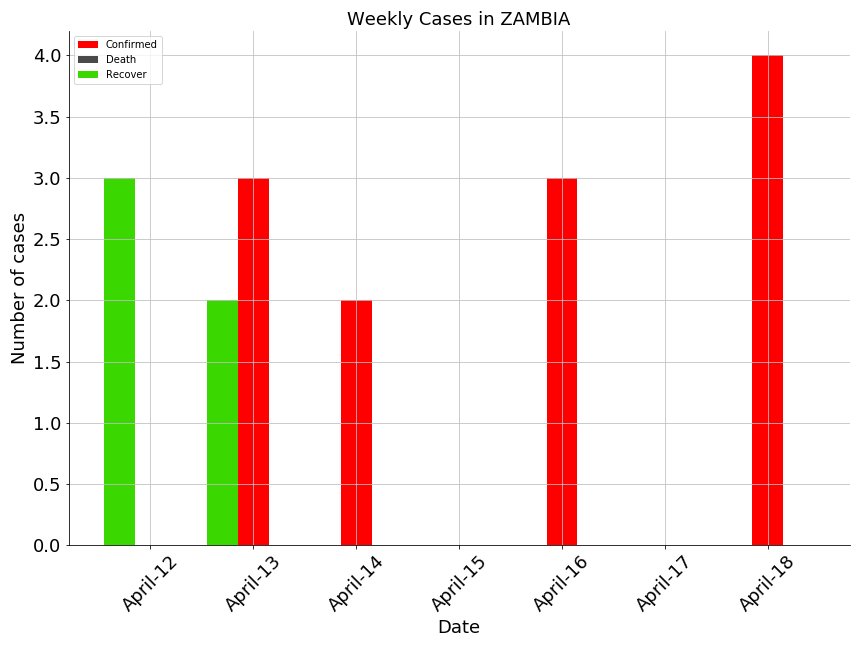 Weekly Cases in ZAMBIA
Confirmed
Death
Recover
Number of cases
4.0
3.5
3.0
2.5
2.0
1.5
1.0
0.5
0.0
April-12
April-13
April-14
April-15
April-16
April-17
April-18
Date